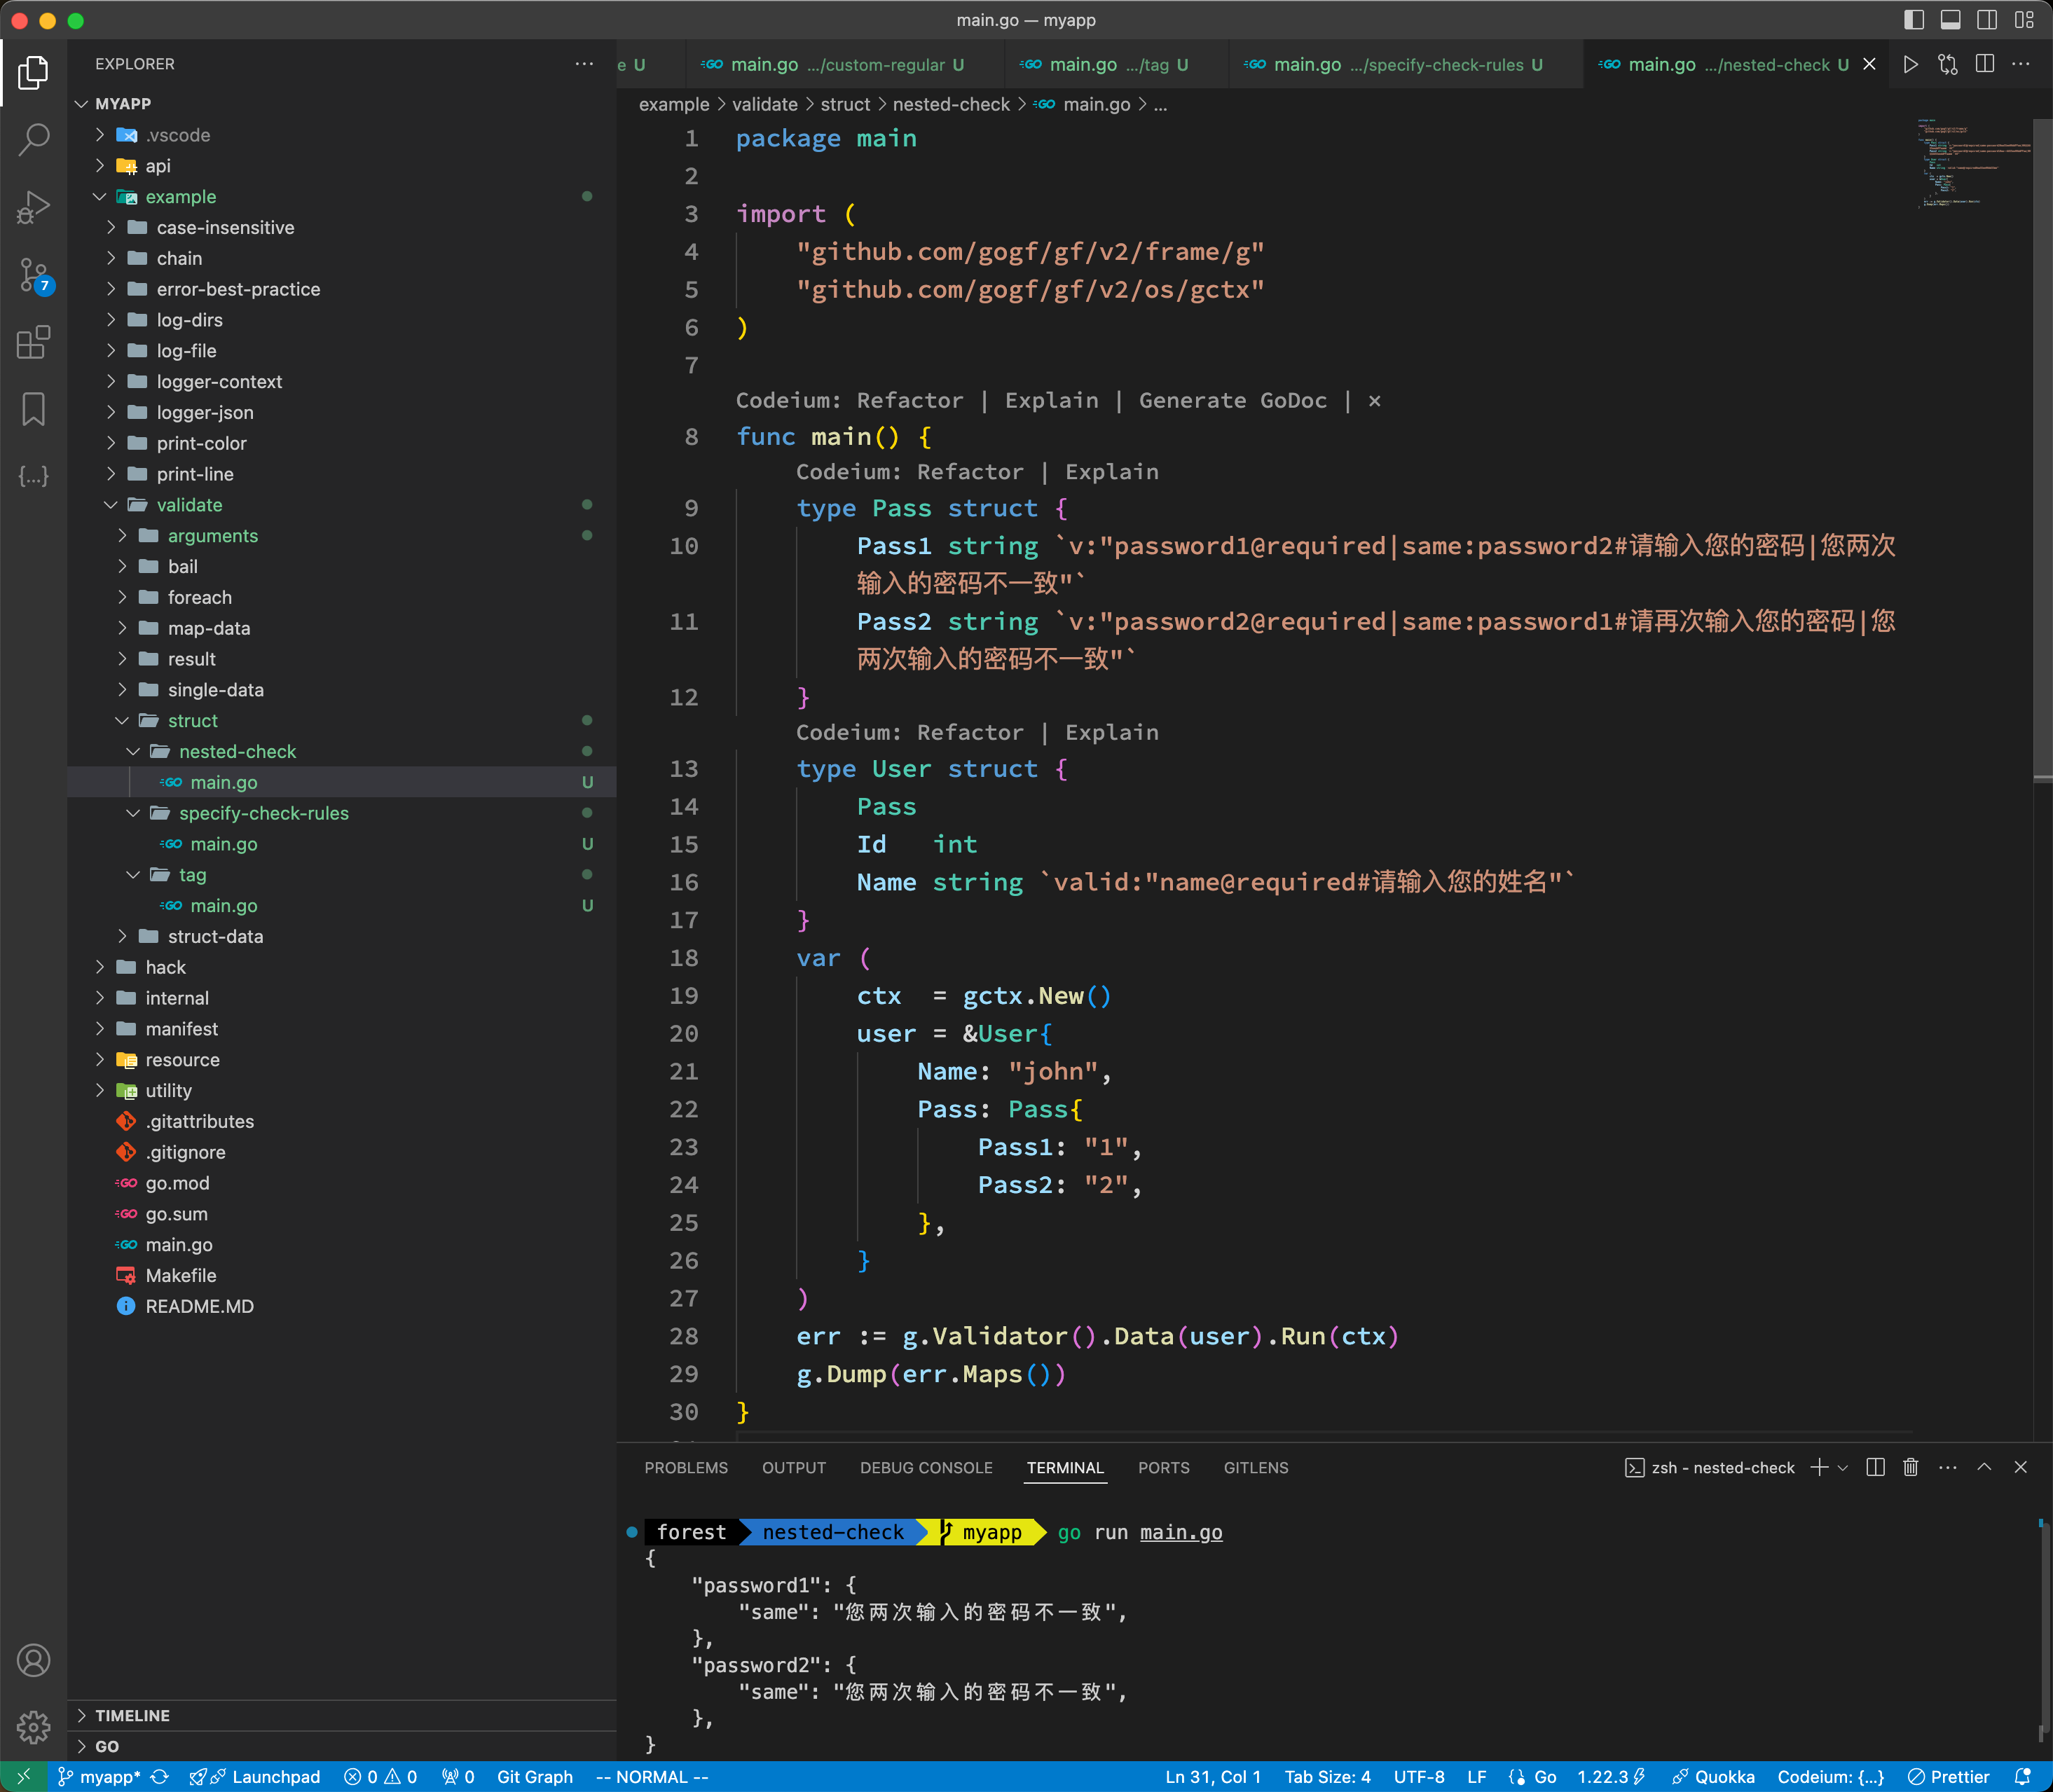 main.go — myapp
EXPLORER
MYAPP
.vscode
api
example
case-insensitive
chain
error-best-practice
log-dirs
log-file
logger-context
logger-json
print-color
print-line
validate
arguments
bail
foreach
map-data
result
single-data
struct
nested-check
main.go U
specify-check-rules
main.go U
tag
main.go U
struct-data
hack
internal
manifest
resource
utility
.gitattributes
.gitignore
go.mod
go.sum
main.go
Makefile
README.MD
TIMELINE
GO
7
e U
main.go .../custom-regular U
main.go .../tag U
main.go .../specify-check-rules U
main.go .../nested-check U
example > validate > struct > nested-check > main.go > ...
1 package main
2
3 import (
4 "github.com/gogf/gf/v2/frame/g"
5 "github.com/gogf/gf/v2/os/gctx"
6 )
7
Codeium: Refactor | Explain | Generate GoDoc | ×
8 func main() {
Codeium: Refactor | Explain
9 type Pass struct {
10 Pass1 string `v:"password1@required|same:password2#请输入您的密码|您两次
输入的密码不一致"`
11 Pass2 string `v:"password2@required|same:password1#请再次输入您的密码|您
两次输入的密码不一致"`
12 }
Codeium: Refactor | Explain
13 type User struct {
14 Pass
15 Id int
16 Name string `valid:"name@required#请输入您的姓名"`
17 }
18 var (
19 ctx = gctx.New()
20 user = &User{
21 Name: "john",
22 Pass: Pass{
23 Pass1: "1",
24 Pass2: "2",
25 },
26 }
27 )
28 err := g.Validator().Data(user).Run(ctx)
29 g.Dump(err.Maps())
30 }
PROBLEMS OUTPUT DEBUG CONSOLE TERMINAL PORTS GITLENS
zsh - nested-check
forest nested-check myapp go run main.go
{
"password1": {
"same": "您两次输入的密码不一致",
},
"password2": {
"same": "您两次输入的密码不一致",
},
}
myapp* Launchpad 0 0 0 Git Graph -- NORMAL -- Ln 31, Col 1 Tab Size: 4 UTF-8 LF Go 1.22.3 Quokka Codeium: {...} Prettier